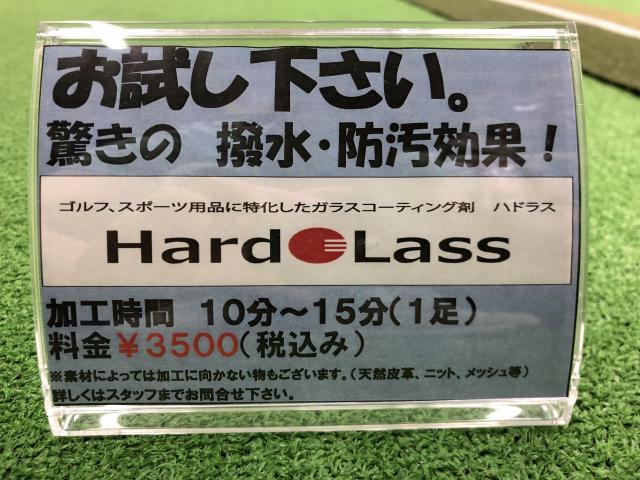 お試し下さい。
驚きの 撥水・防汚効果!
ゴルフ、スポーツ用品に特化したガラスコーティング剤 ハドラス
Hard Lass
加工時間 10分~15分(1足)
料金¥3500(税込み)
※素材によっては加工に向かない物もございます。(天然皮革、ニット、メッシュ等)
詳しくはスタッフまでお問合せ下さい。